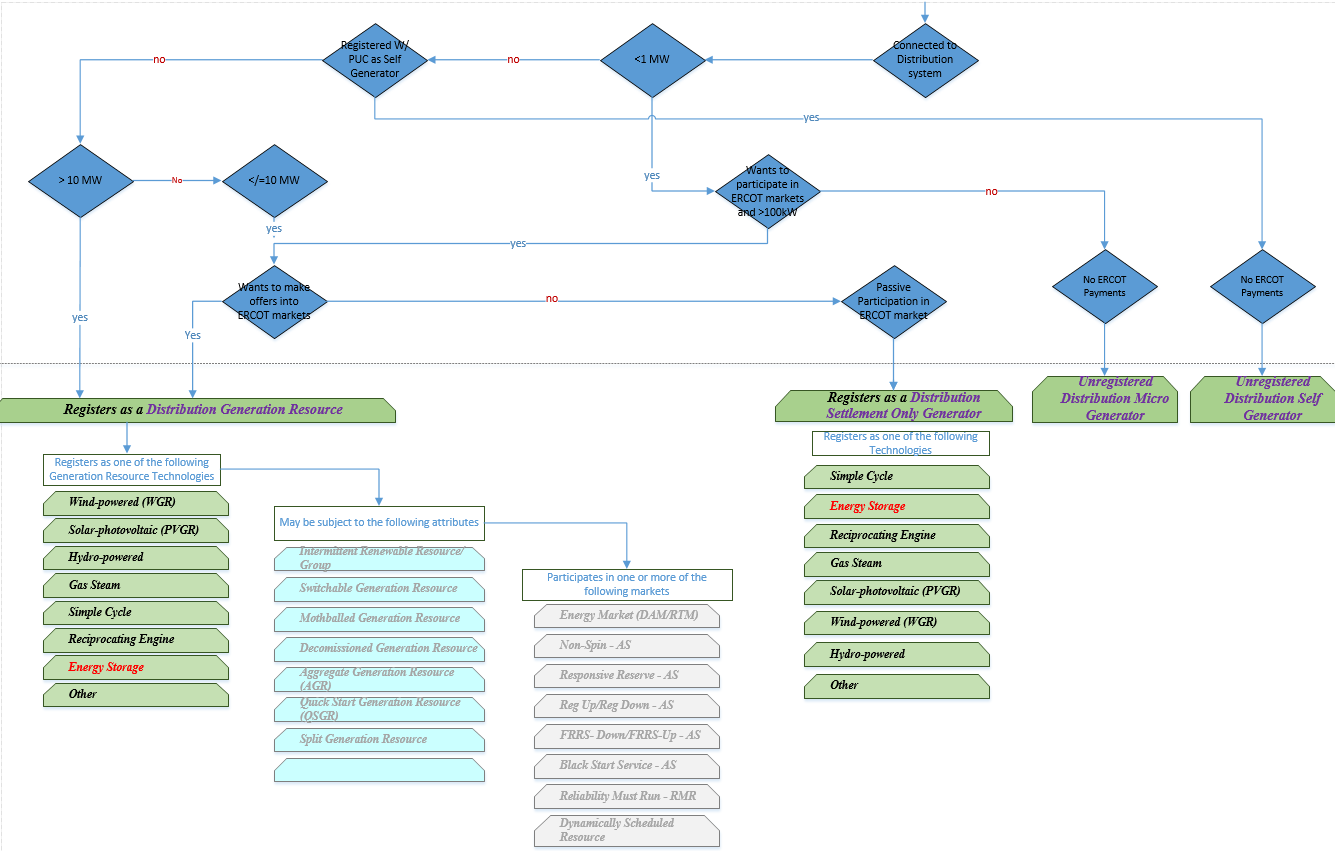 Registered W/
PUC as Self
Generator
<1 MW
Connected to
Distribution
system
no
no
yes
> 10 MW
No
</=10 MW
yes
Wants to
participate in
ERCOT markets
and >100kW
no
yes
yes
Wants to make
offers into
ERCOT markets
no
Passive
Participation in
ERCOT market
No ERCOT
Payments
No ERCOT
Payments
yes
Yes
Registers as a Distribution Generation Resource
Registers as a Distribution
Settlement Only Generator
Unregistered
Distribution Micro
Generator
Unregistered
Distribution Self
Generator
Registers as one of the following
Generation Resource Technologies
Wind-powered (WGR)
Solar-photovoltaic (PVGR)
Hydro-powered
Gas Steam
Simple Cycle
Reciprocating Engine
Energy Storage
Other
May be subject to the following attributes
Intermittent Renewable Resource/
Group
Switchable Generation Resource
Mothballed Generation Resource
Decomissioned Generation Resource
Aggregate Generation Resource
(AGR)
Quick Start Generation Resource
(QSGR)
Split Generation Resource
Participates in one or more of the
following markets
Energy Market (DAM/RTM)
Non-Spin - AS
Responsive Reserve - AS
Reg Up/Reg Down - AS
FRRS- Down/FRRS-Up - AS
Black Start Service - AS
Reliability Must Run - RMR
Dynamically Scheduled
Resource
Registers as one of the following
Technologies
Simple Cycle
Energy Storage
Reciprocating Engine
Gas Steam
Solar-photovoltaic (PVGR)
Wind-powered (WGR)
Hydro-powered
Other